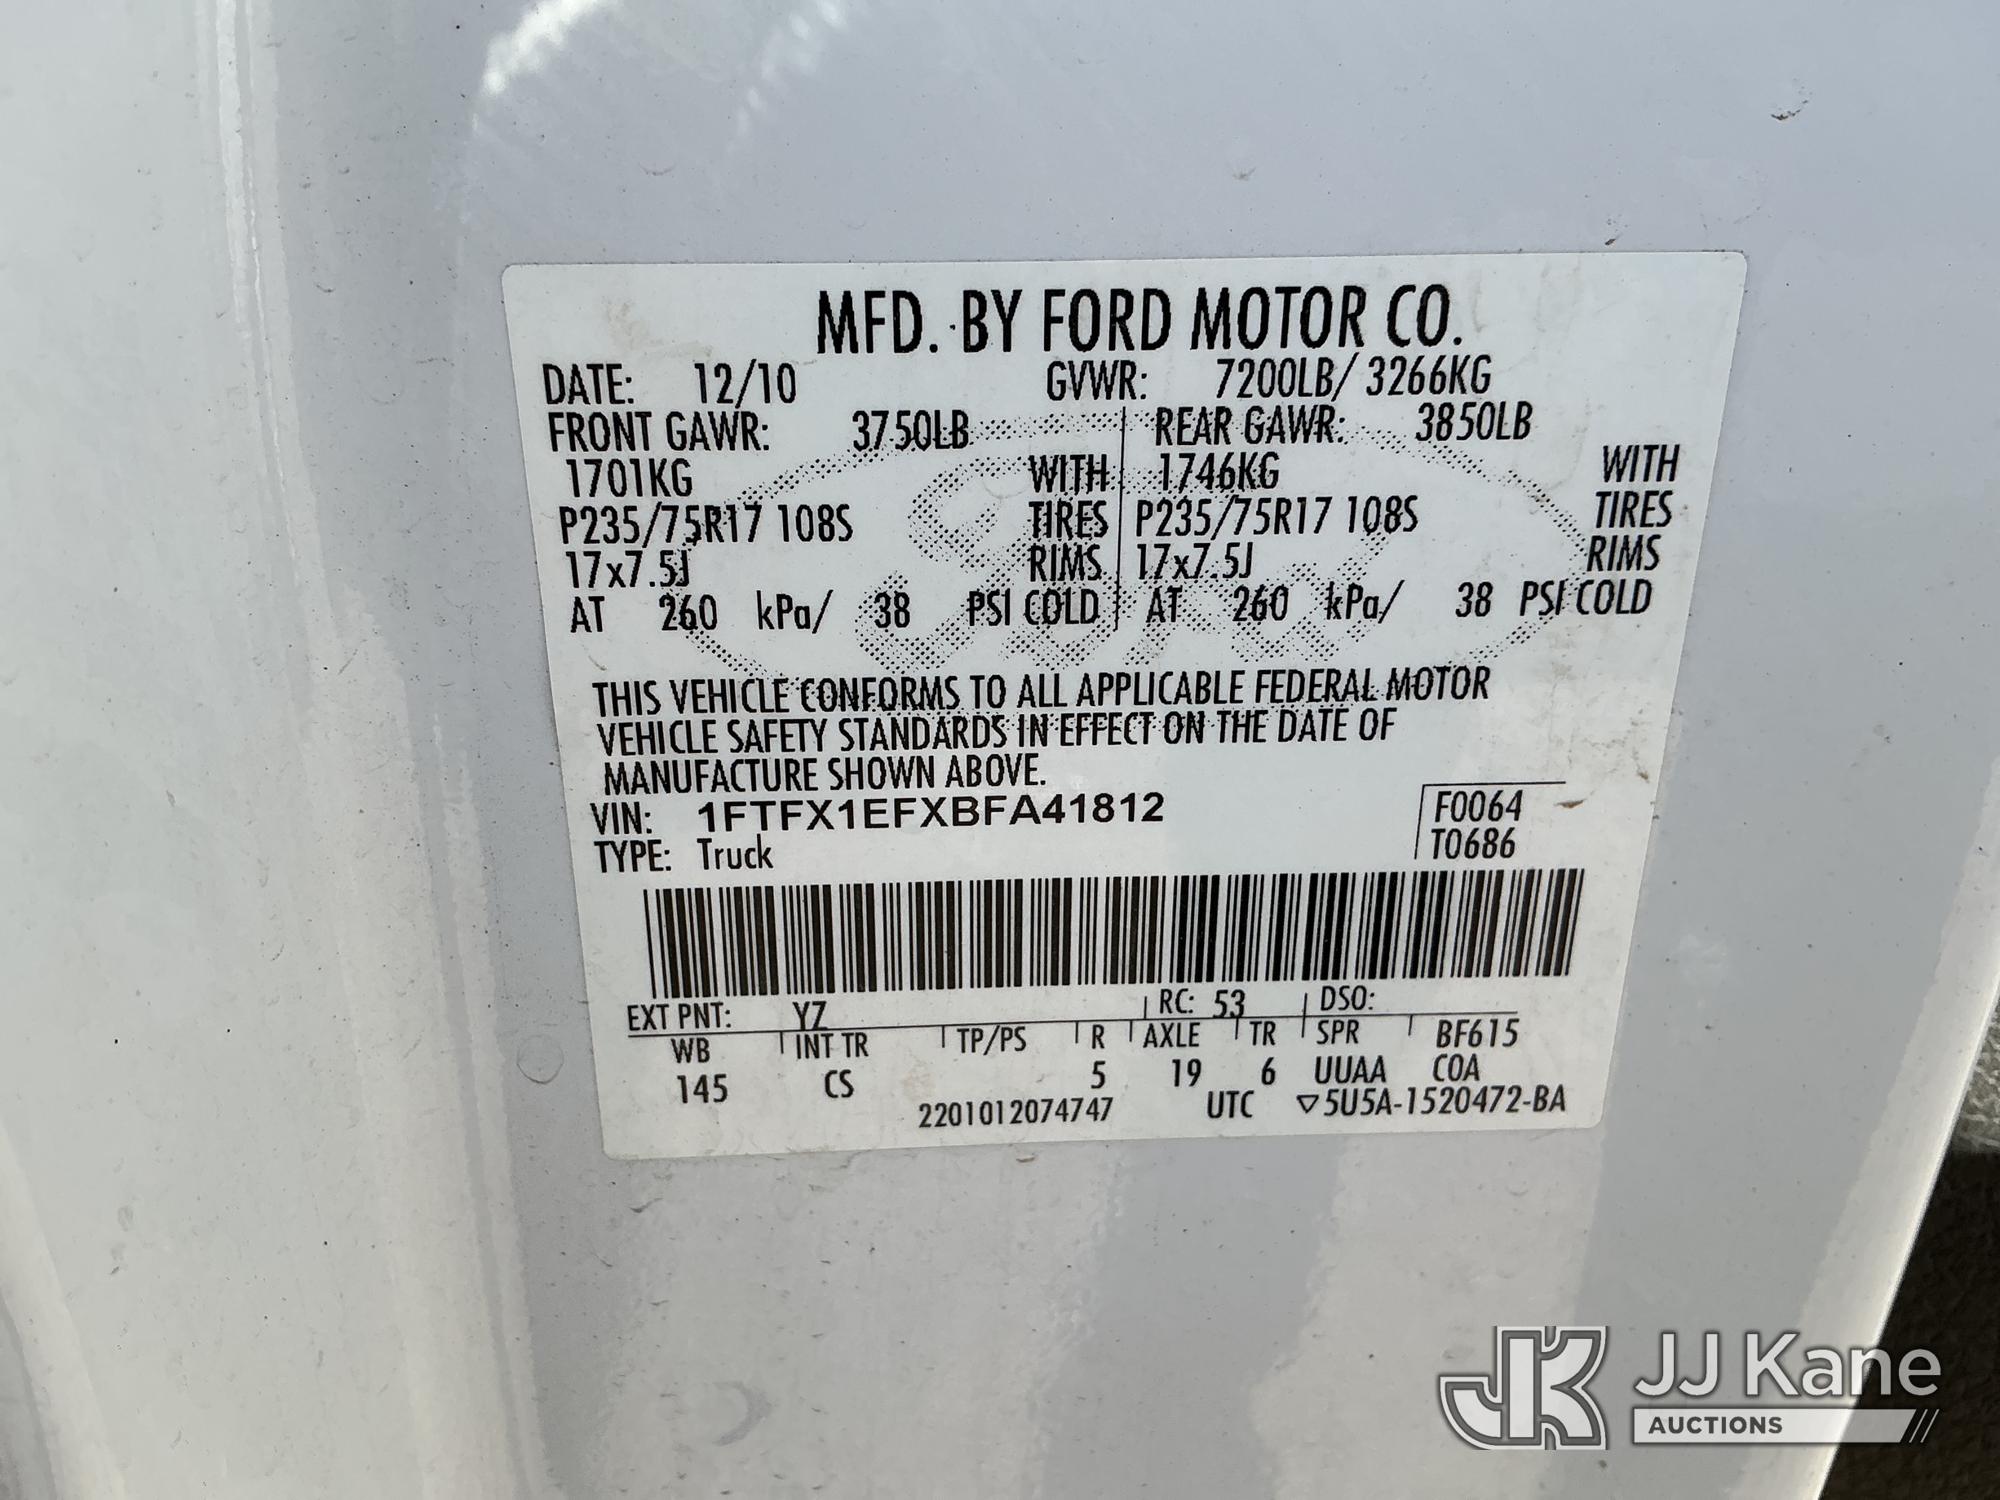 MFD. BY FORD MOTOR CO.
DATE: 12/10 GVWR: 7200LB/ 3266KG
FRONT GAWR: 3750LB REAR GAWR: 3850LB
1701KG WITH 1746KG WITH
P235/75R17 108S TIRES P235/75R17 108S TIRES
17x7.5J RIMS 17x7.5J RIMS
AT 260 kPa/ 38 PSI COLD AT 260 kPa/ 38 PSI COLD
THIS VEHICLE CONFORMS TO ALL APPLICABLE FEDERAL MOTOR
VEHICLE SAFETY STANDARDS IN EFFECT ON THE DATE OF
MANUFACTURE SHOWN ABOVE.
VIN: 1FTFX1EFXBFA41812 F0064
TYPE: Truck T0686
EXT PNT: YZ RC: 53 DSO:
WB INT TR TP/PS R AXLE TR SPR BF615
145 CS 5 19 6 UUAA COA
2201012074747 UTC ▽5U5A-1520472-BA
JK JJ Kane
AUCTIONS